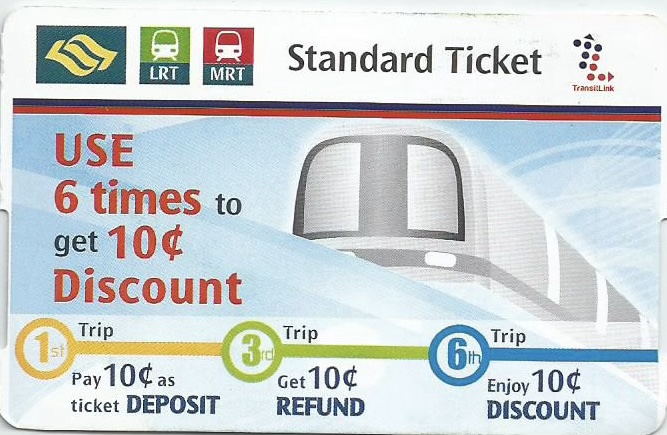 LRT
MRT
Standard Ticket
TransitLink
USE
6 times to
get 10¢
Discount
1st
Trip
Pay 10¢ as
ticket DEPOSIT
3rd
Trip
Get 10¢
REFUND
6th
Trip
Enjoy 10¢
DISCOUNT